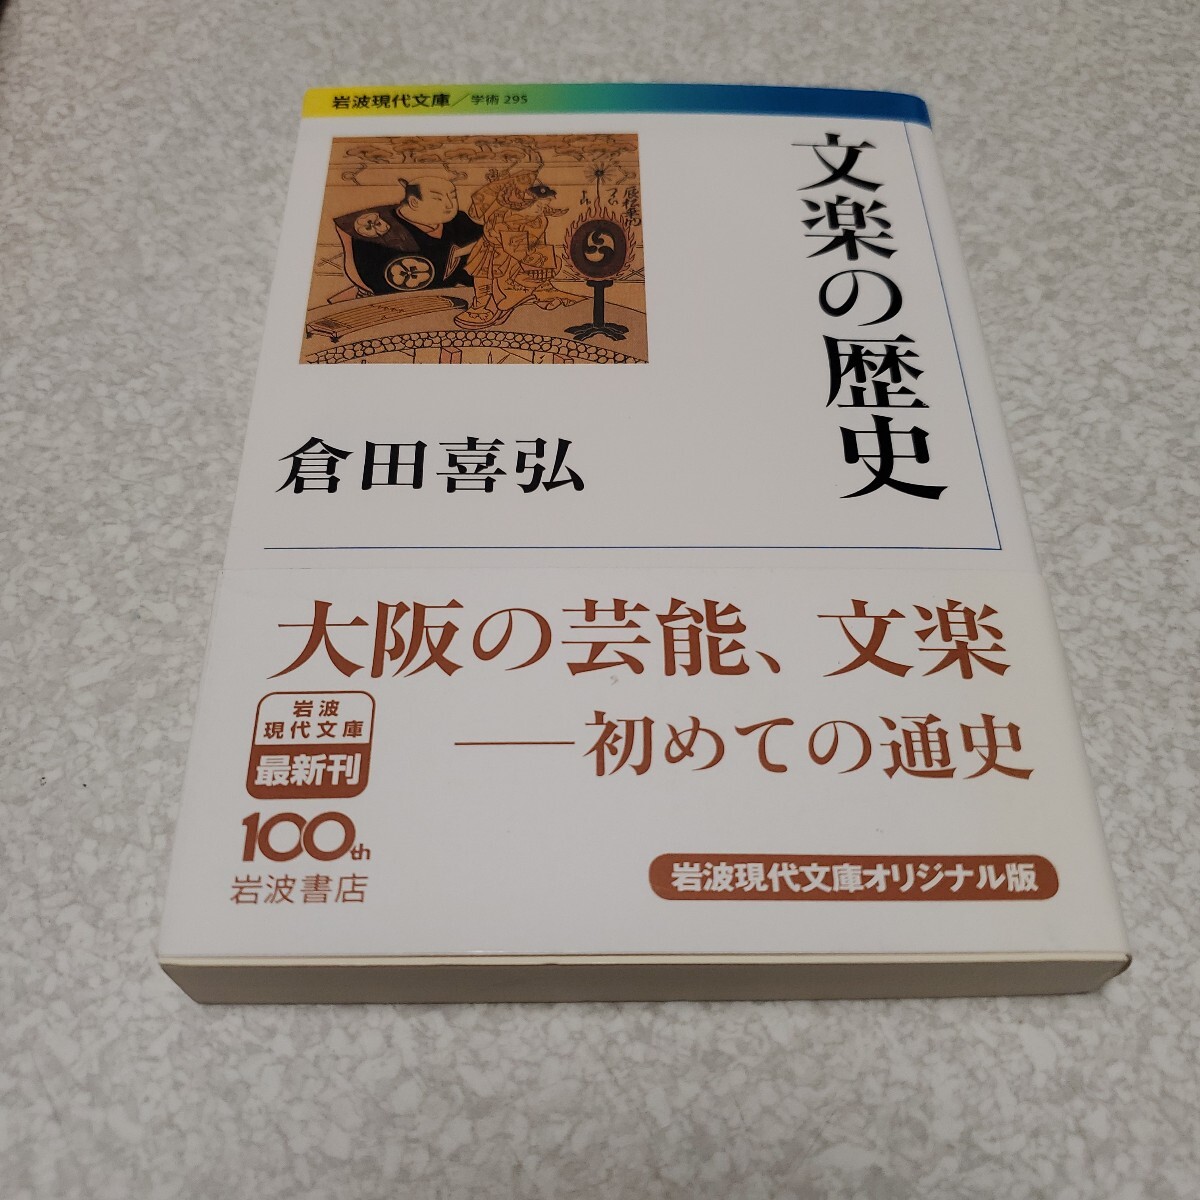 岩波現代文庫／学術 295
文楽の歴史
倉田喜弘
大阪の芸能、文楽
——初めての通史
岩波
現代文庫
最新刊
100th
岩波書店
岩波現代文庫オリジナル版